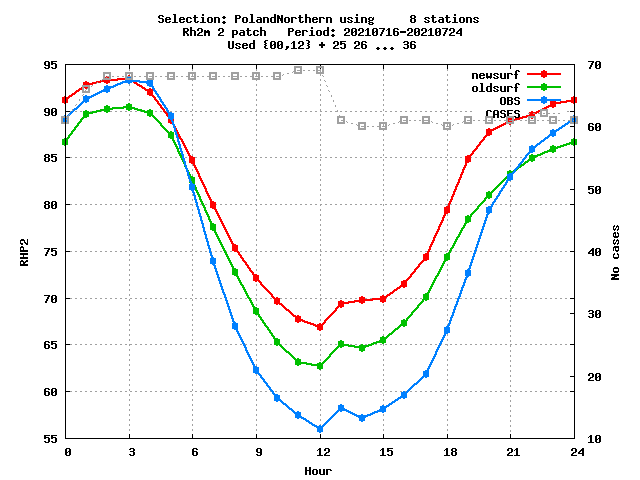 Selection: PolandNorthern using     8 stations
Rh2m 2 patch   Period: 20210716-20210724
Used {00,12} + 25 26 ... 36
newsurf
oldsurf
OBS
CASES
95
90
85
80
75
70
65
60
55
70
60
50
40
30
20
10
RHP2
No cases
0 3 6 9 12 15 18 21 24
Hour